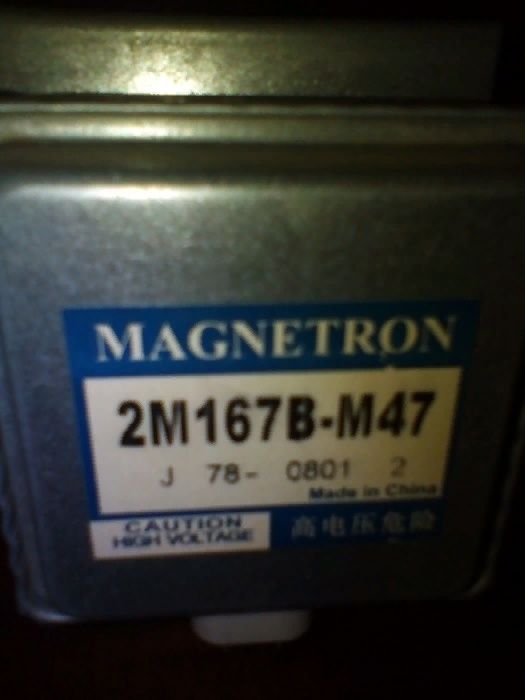 MAGNETRON
2M167B-M47
J 78- 0801 2
Made in China
CAUTION
HIGH VOLTAGE
高电压危险